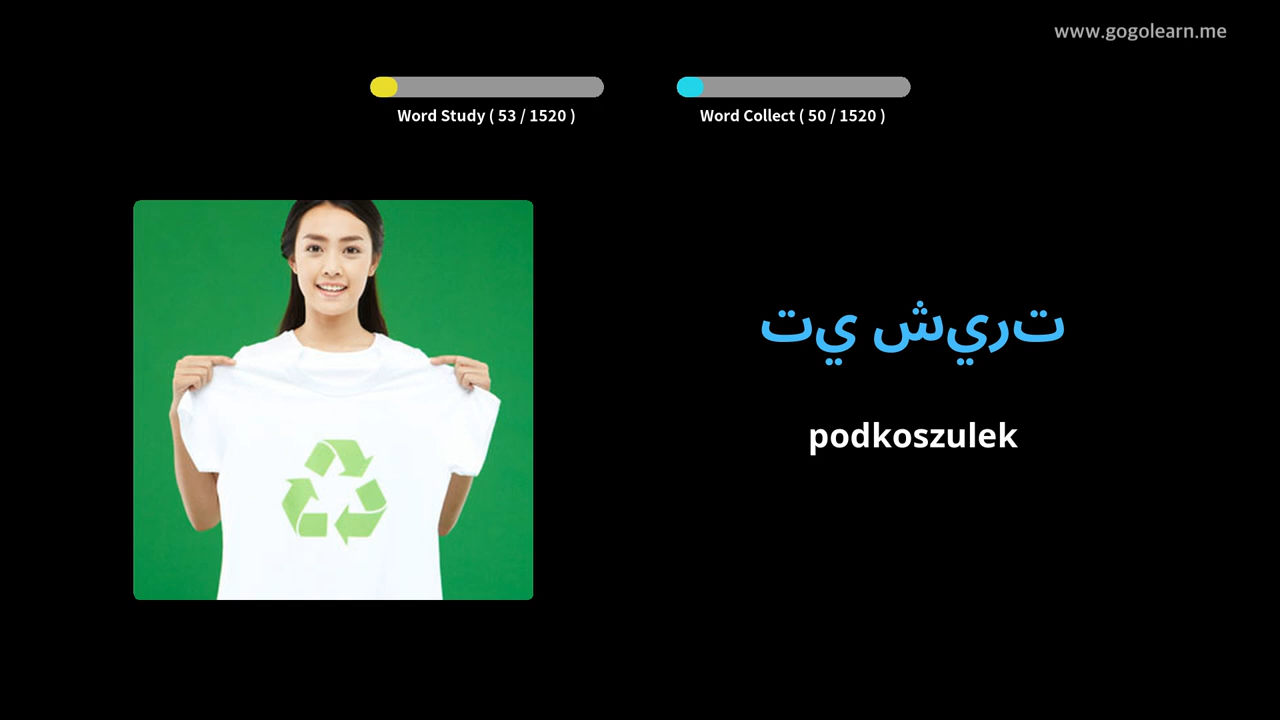 www.gogolearn.me
Word Study ( 53 / 1520 )
Word Collect ( 50 / 1520 )
تي شيرت
podkoszulek